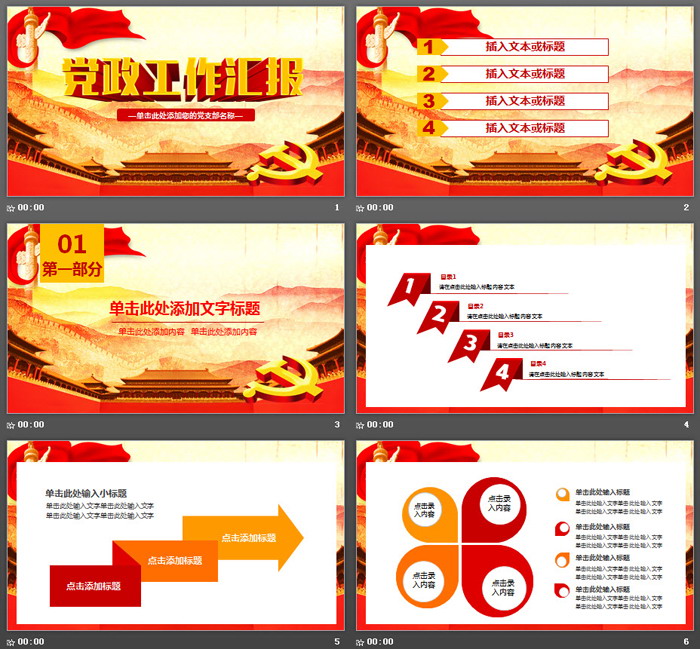 党政工作汇报
—单击此处添加您的党支部名称—
00:00
1
1
插入文本或标题
2
插入文本或标题
3
插入文本或标题
4
插入文本或标题
00:00
2
01
第一部分
单击此处添加文字标题
单击此处添加内容 单击此处添加内容
00:00
3
1
目录1
请在点击此处输入标题内容文本
2
目录2
请在点击此处输入标题内容文本
3
目录3
请在点击此处输入标题内容文本
4
目录4
请在点击此处输入标题内容文本
00:00
4
单击此处输入小标题
单击此处输入文字单击此处输入文字
单击此处输入文字单击此处输入文字
点击添加标题
点击添加标题
点击添加标题
00:00
5
点击录
入内容
点击录
入内容
点击录
入内容
点击录
入内容
单击此处输入标题
单击此处输入文字单击此处输入文字
单击此处输入文字单击此处输入文字
单击此处输入标题
单击此处输入文字单击此处输入文字
单击此处输入文字单击此处输入文字
单击此处输入标题
单击此处输入文字单击此处输入文字
单击此处输入文字单击此处输入文字
单击此处输入标题
单击此处输入文字单击此处输入文字
单击此处输入文字单击此处输入文字
00:00
6